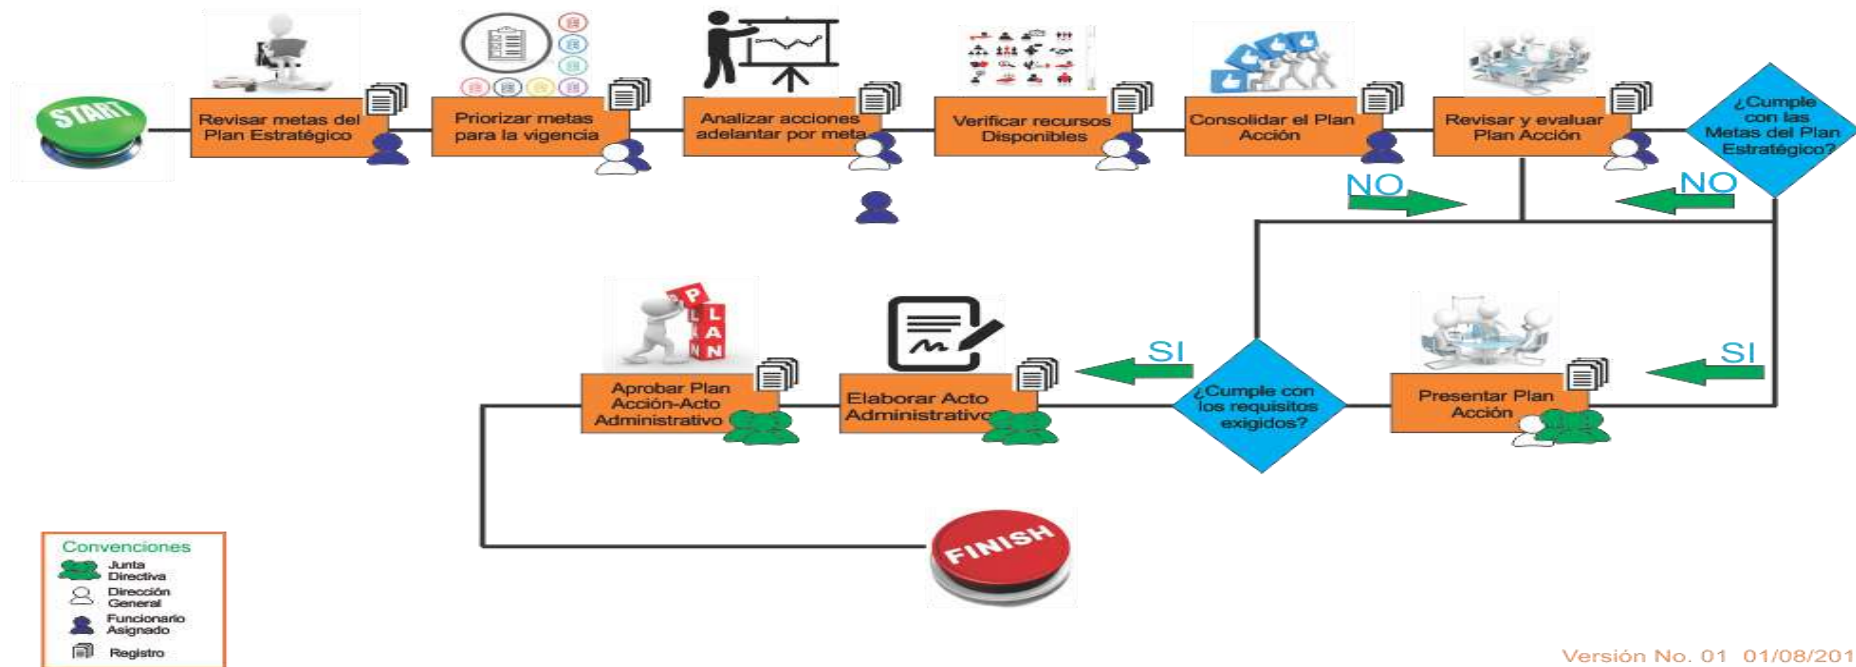 START
Revisar metas del
Plan Estratégico
Priorizar metas
para la vigencia
Analizar acciones
adelantar por meta
Verificar recursos
Disponibles
Consolidar el Plan
Acción
Revisar y evaluar
Plan Acción
¿Cumple
con las
Metas del Plan
Estratégico?
NO
NO
PLAN
PLAN
Aprobar Plan
Acción-Acto
Administrativo
Elaborar Acto
Administrativo
SI
¿Cumple con
los requisitos
exigidos?
Presentar Plan
Acción
SI
FINISH
Convenciones
Junta
Directiva
Dirección
General
Funcionario
Asignado
Registro
Versión No. 01 01/08/201